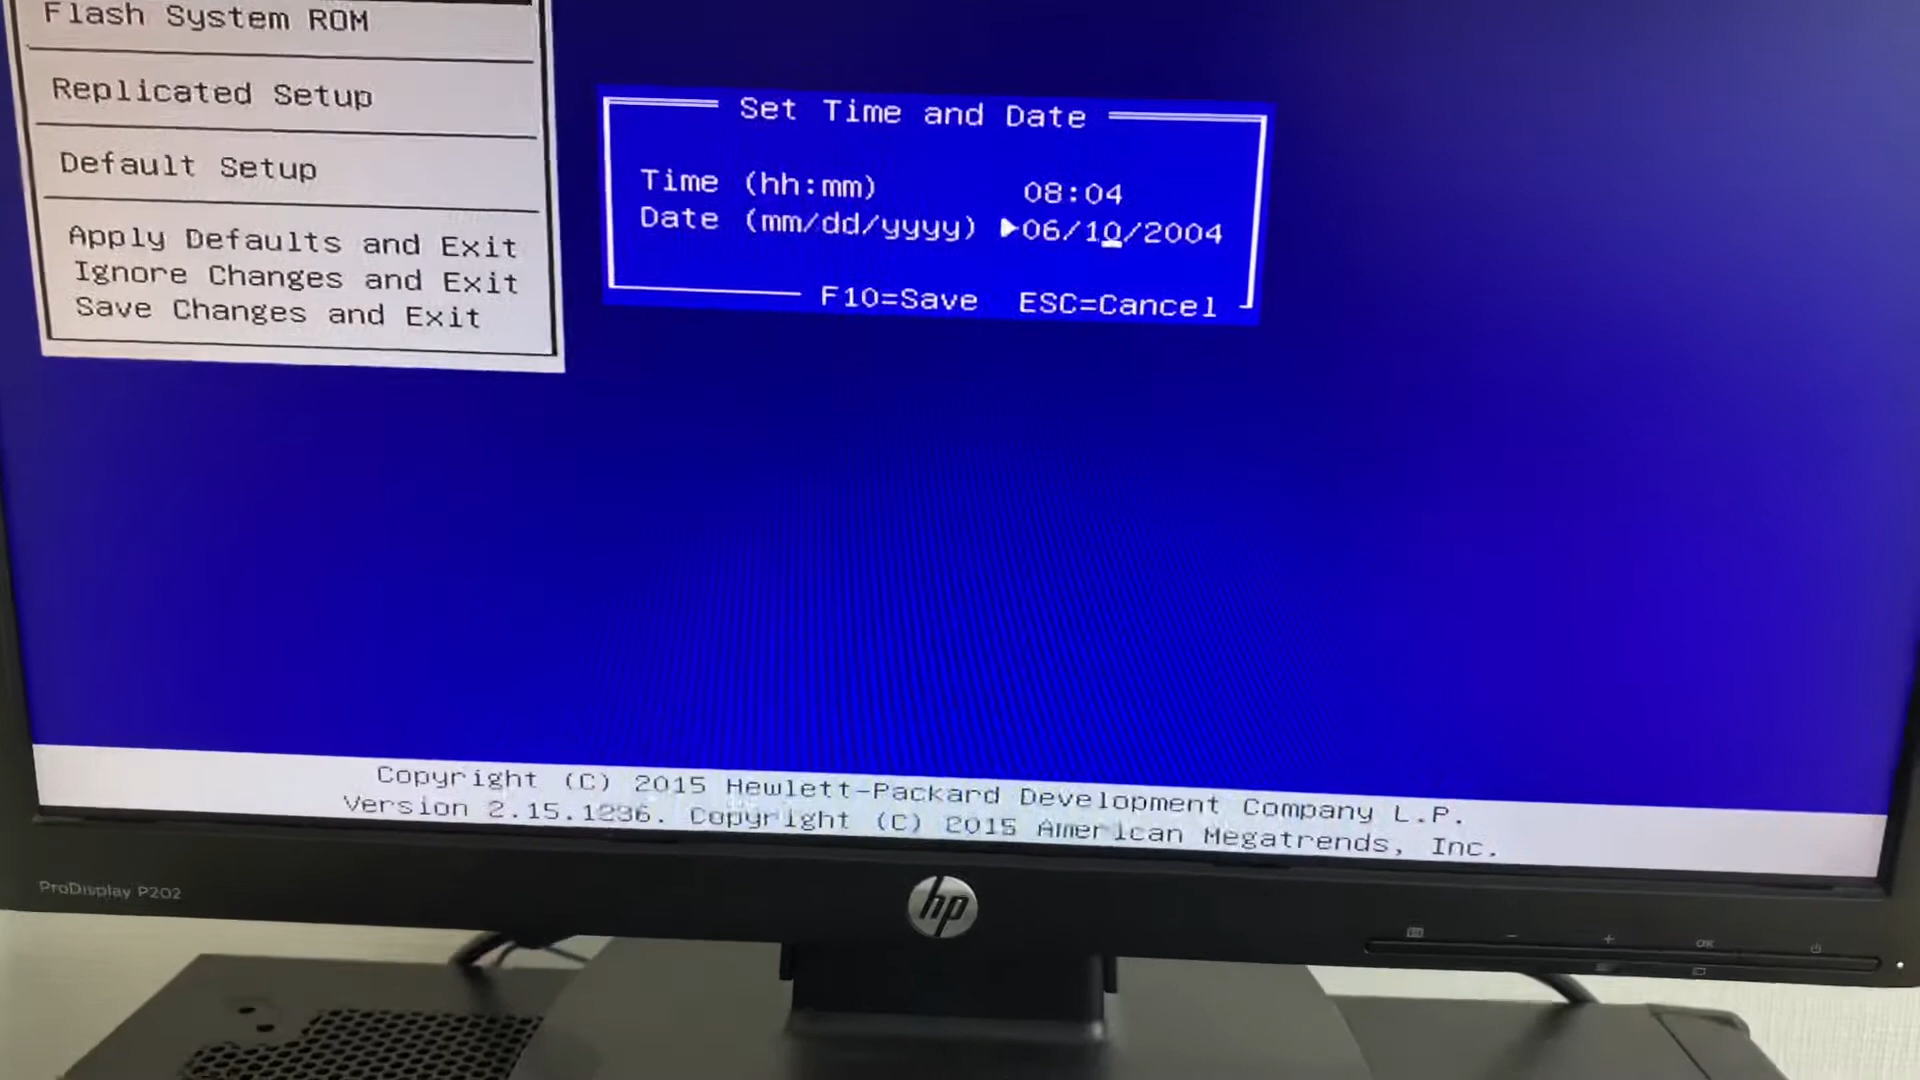 Flash System ROM
Replicated Setup
Default Setup
Apply Defaults and Exit
Ignore Changes and Exit
Save Changes and Exit
Set Time and Date
Time (hh:mm) 08:04
Date (mm/dd/yyyy) ▶06/10/2004
F10=Save ESC=Cancel
Copyright (C) 2015 Hewlett-Packard Development Company L.P.
Version 2.15.1236. Copyright (C) 2015 American Megatrends, Inc.
ProDisplay P202
hp
- + OK